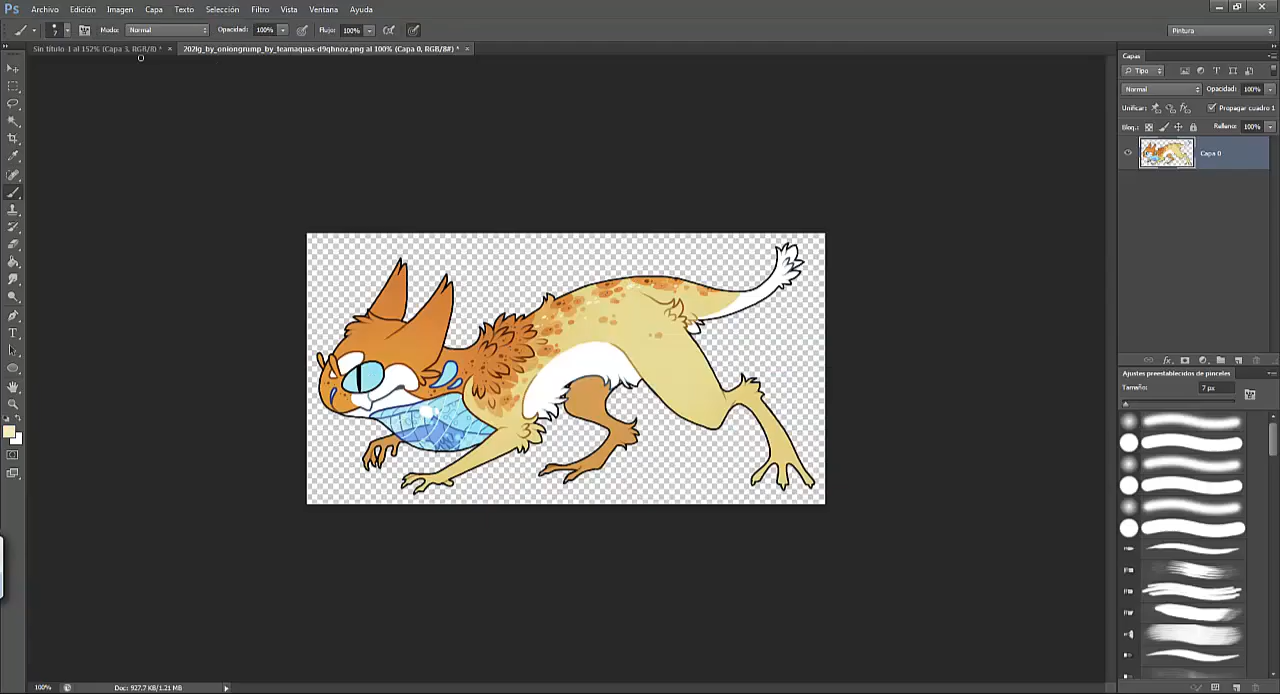 Ps Archivo Edición Imagen Capa Texto Selección Filtro Vista Ventana Ayuda
7 Modo: Normal Opacidad: 100% Flujo: 100% Pintura
Sin título 1 al 152% (Capa 3, RGB/8) * × 202lg_by_oniongrump_by_teamaquas-d9qhnoz.png al 100% (Capa 0, RGB/8#) * ×
Capas
Tipo
Normal Opacidad: 100%
Unificar: Propagar cuadro 1
Bloq.: Relleno: 100%
Capa 0
Ajustes preestablecidos de pinceles
Tamaño: 7 px
100% Doc: 927.7 KB/1.21 MB